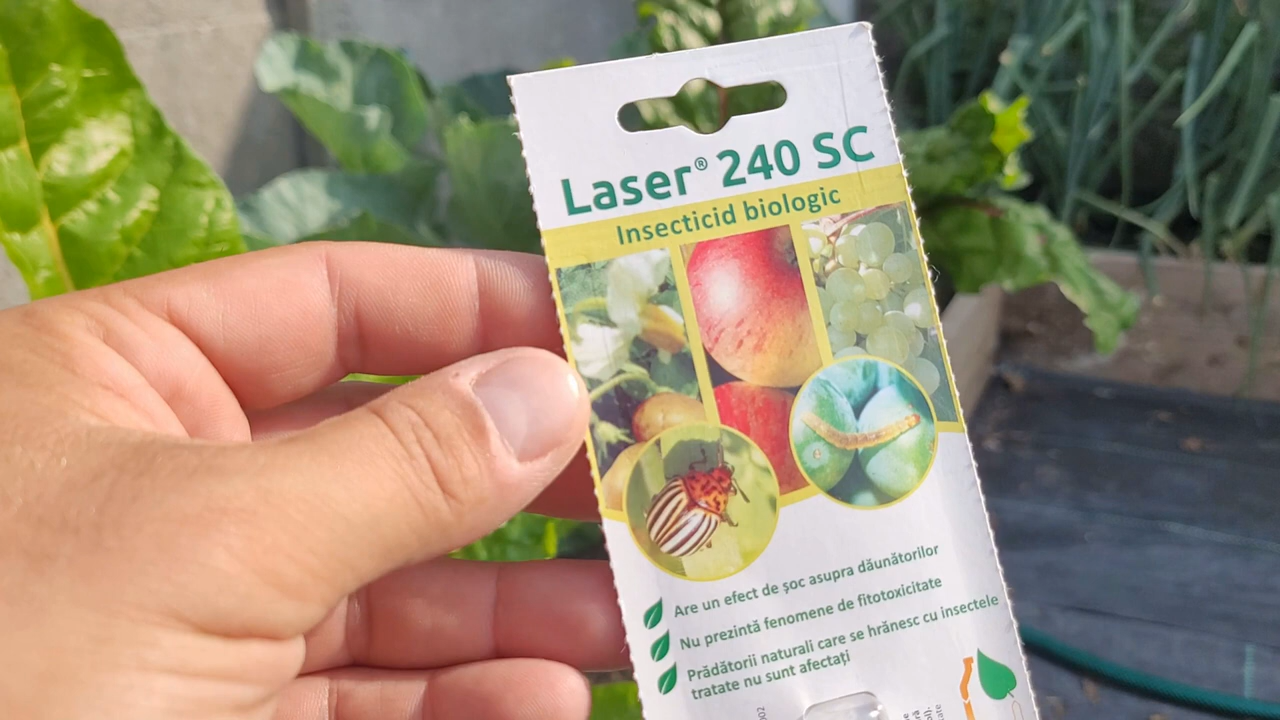 Laser® 240 SC
Insecticid biologic
Are un efect de șoc asupra dăunătorilor
Nu prezintă fenomene de fitotoxicitate
Prădătorii naturali care se hrănesc cu insectele
tratate nu sunt afectați